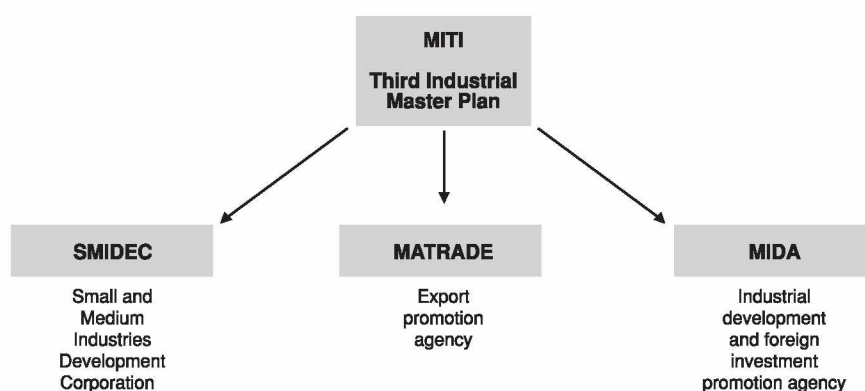 MITI
Third Industrial
Master Plan
SMIDEC
Small and
Medium
Industries
Development
Corporation
MATRADE
Export
promotion
agency
MIDA
Industrial
development
and foreign
investment
promotion agency